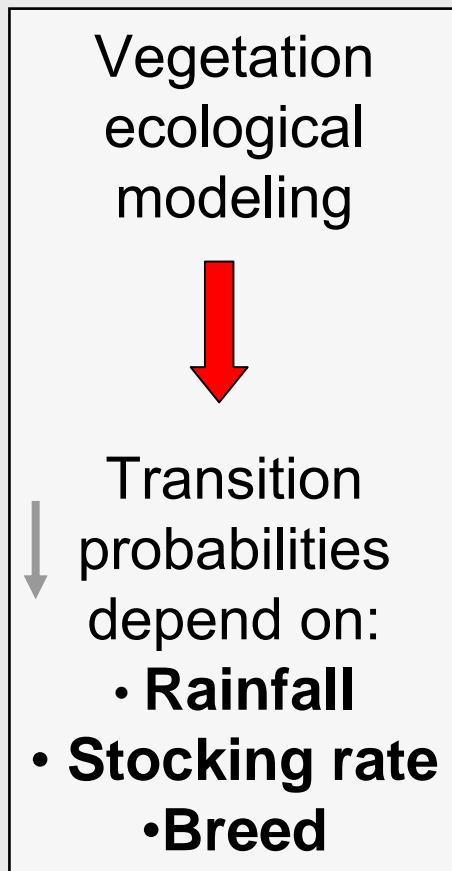 Vegetation
ecological
modeling
Transition
probabilities
depend on:
• Rainfall
• Stocking rate
•Breed